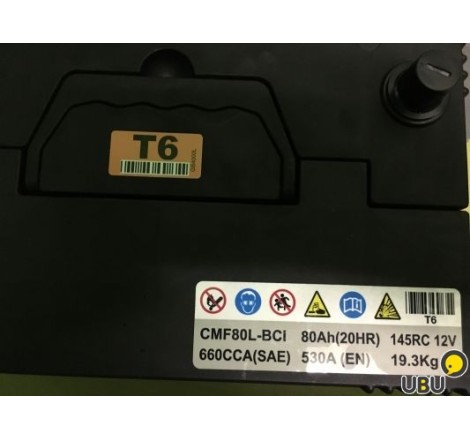 T6
T6
CMF80L-BCI 80Ah(20HR) 145RC 12V
660CCA(SAE) 530A (EN) 19.3Kg
UBU